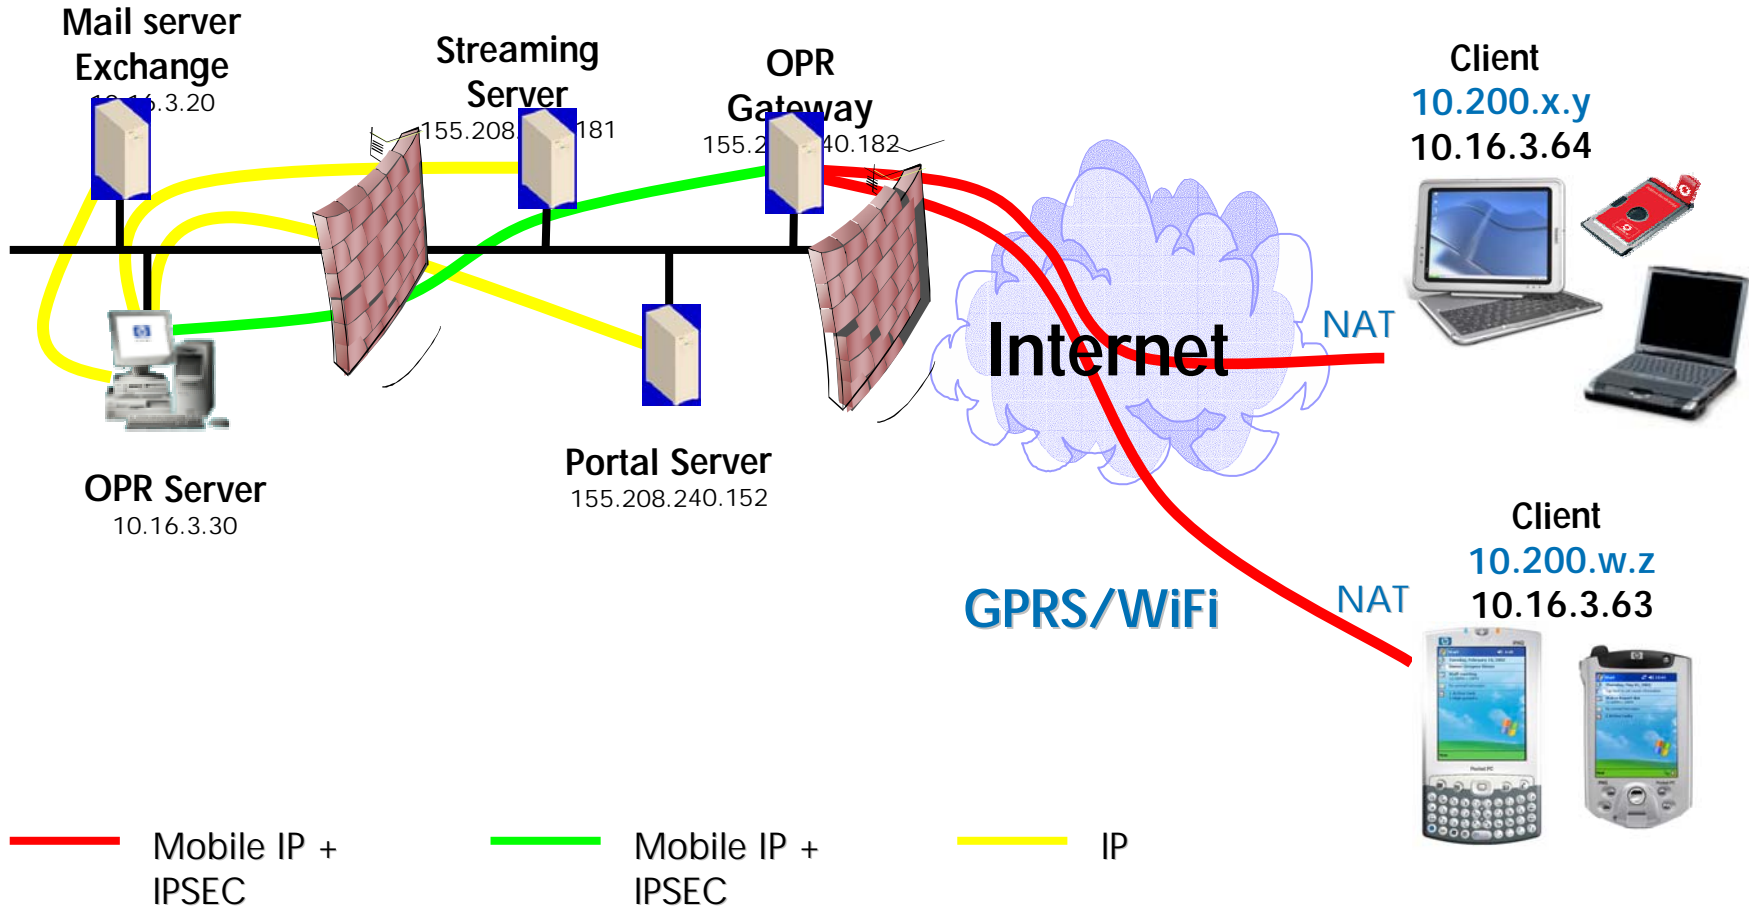 Mail server
Exchange
.3.20
Streaming
Server
155.208. 181
OPR
Gateway
155.2 40.182
Client
10.200.x.y
10.16.3.64
NAT
Internet
OPR Server
10.16.3.30
Portal Server
155.208.240.152
Client
10.200.w.z
10.16.3.63
NAT
GPRS/WiFi
Mobile IP +
IPSEC
Mobile IP +
IPSEC
IP